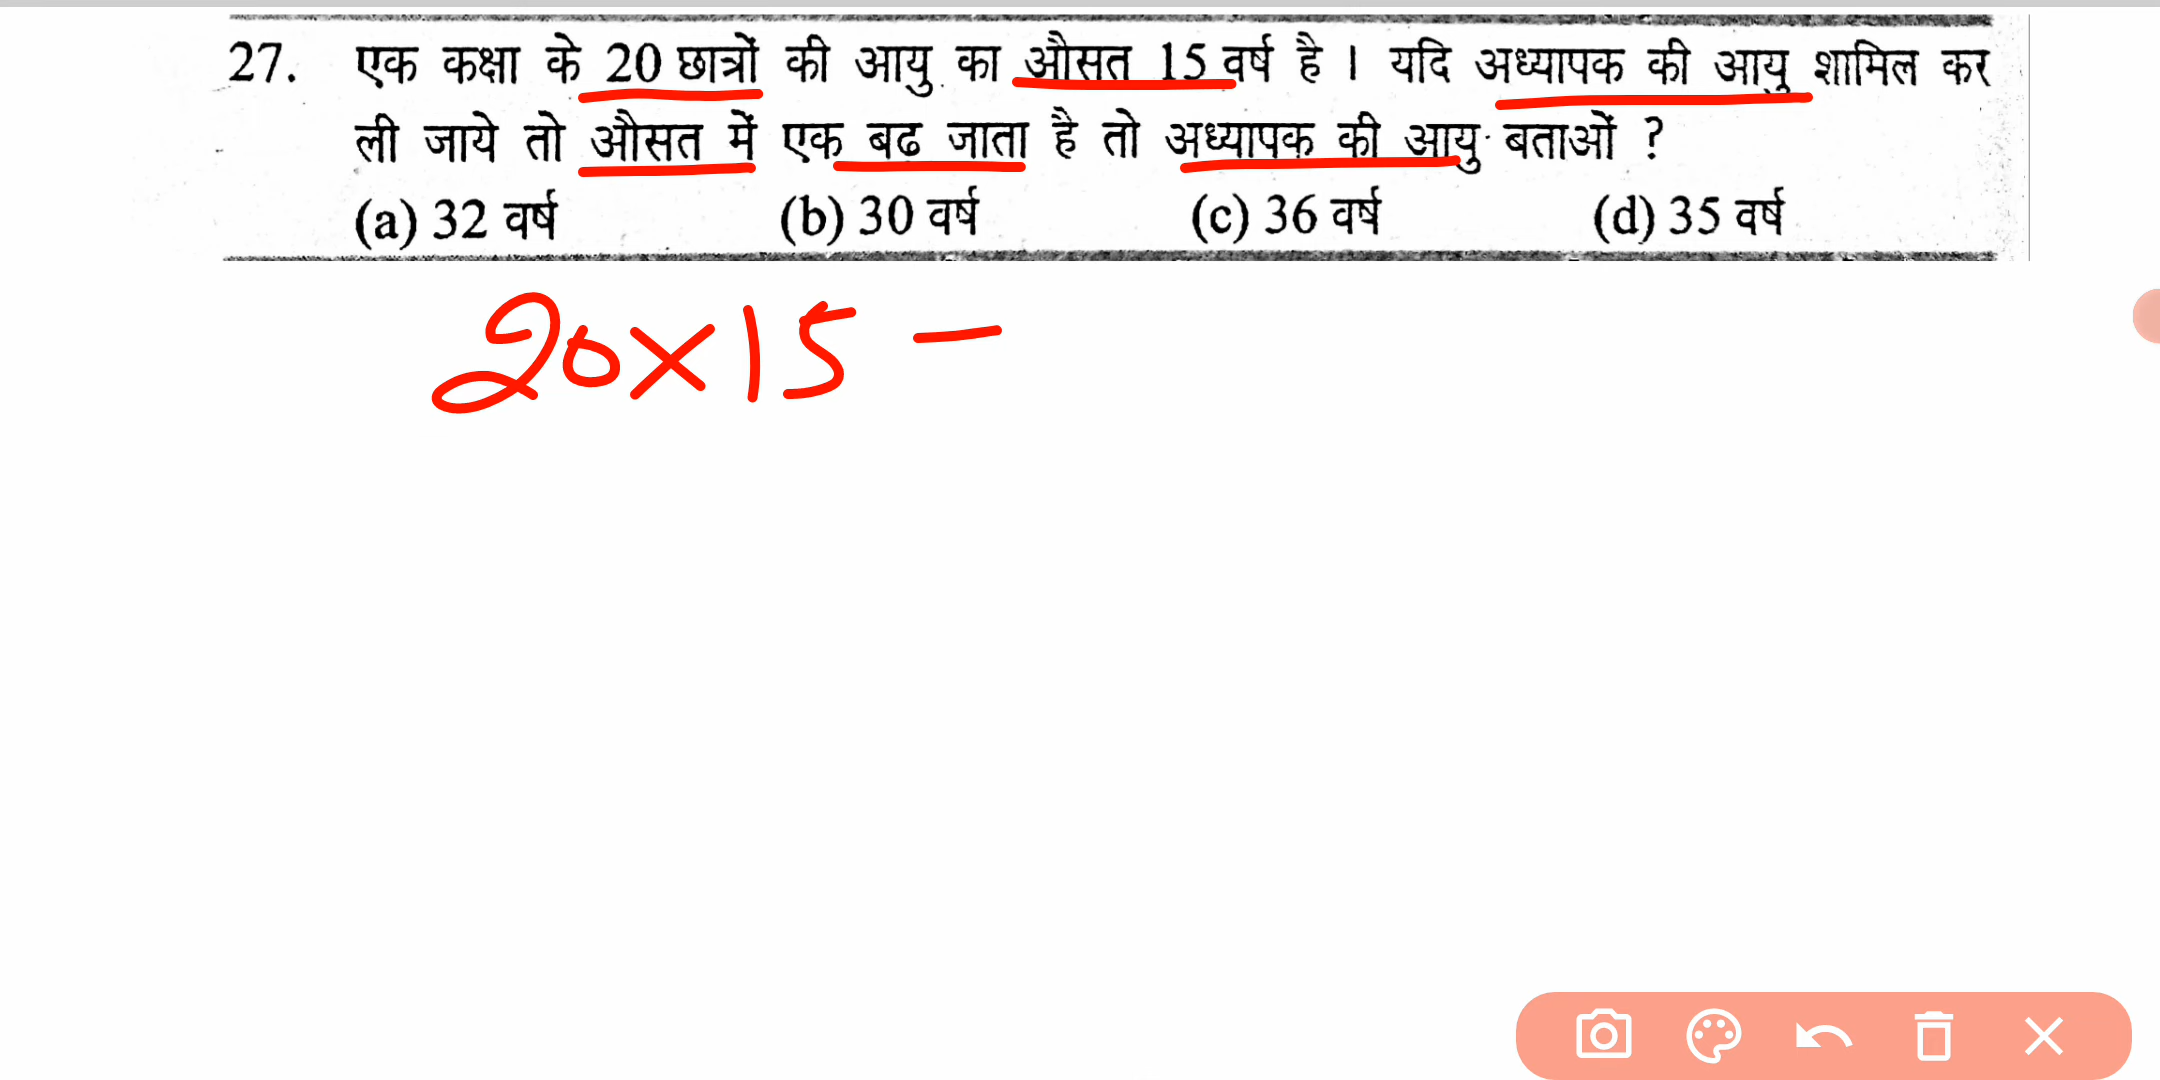 27. एक कक्षा के 20 छात्रों की आयु का औसत 15 वर्ष है । यदि अध्यापक की आयु शामिल कर
ली जाये तो औसत में एक बढ जाता है तो अध्यापक की आयु बताओं ?
(a) 32 वर्ष (b) 30 वर्ष (c) 36 वर्ष (d) 35 वर्ष
20×15 –